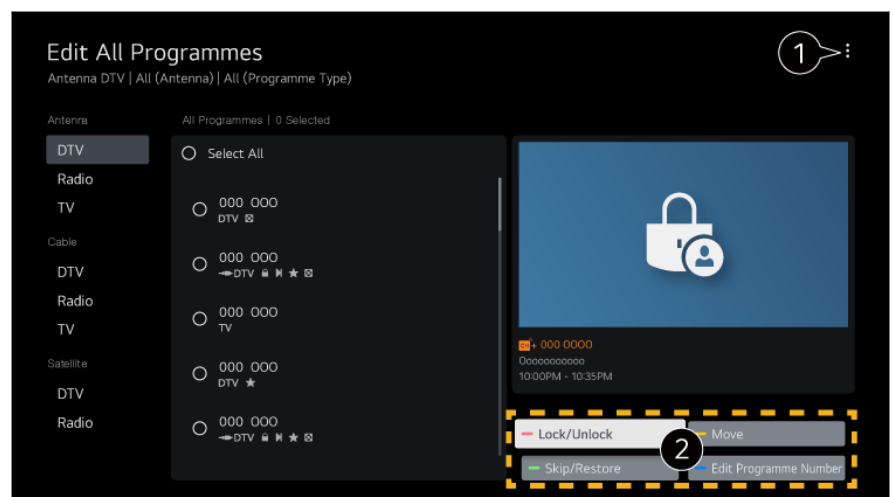 Edit All Programmes
Antenna DTV | All (Antenna) | All (Programme Type)
1
Antenna
DTV
Radio
TV
Cable
DTV
Radio
TV
Satellite
DTV
Radio
All Programmes | 0 Selected
Select All
000 000
DTV
000 000
DTV
000 000
TV
000 000
DTV
000 000
DTV
CH+ 000 0000
Ooooooooooo
10:00PM - 10:35PM
Lock/Unlock
Move
2
Skip/Restore
Edit Programme Number